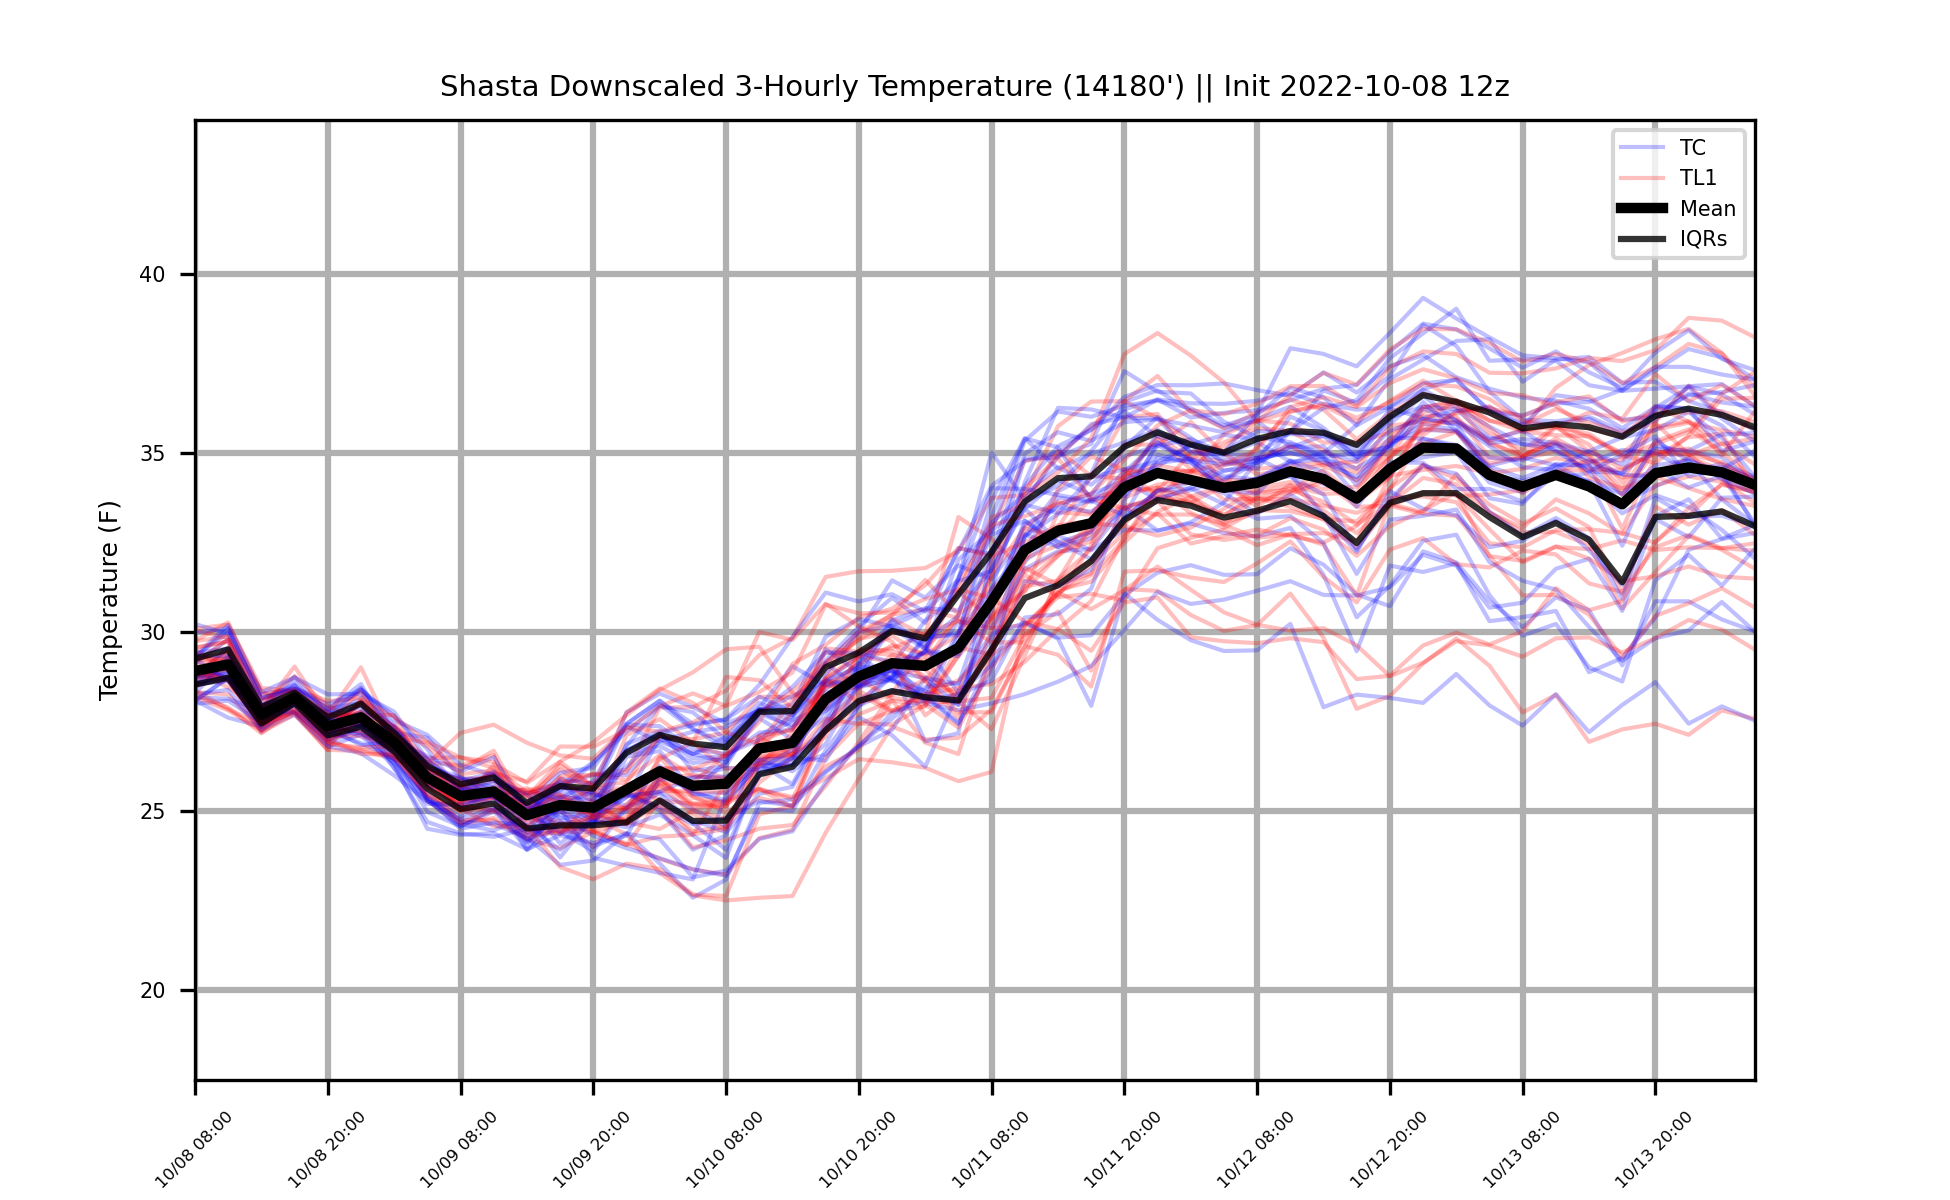 Shasta Downscaled 3-Hourly Temperature (14180') || Init 2022-10-08 12z
TC
TL1
Mean
IQRs
Temperature (F)
40
35
30
25
20
10/08 08:00
10/08 20:00
10/09 08:00
10/09 20:00
10/10 08:00
10/10 20:00
10/11 08:00
10/11 20:00
10/12 08:00
10/12 20:00
10/13 08:00
10/13 20:00